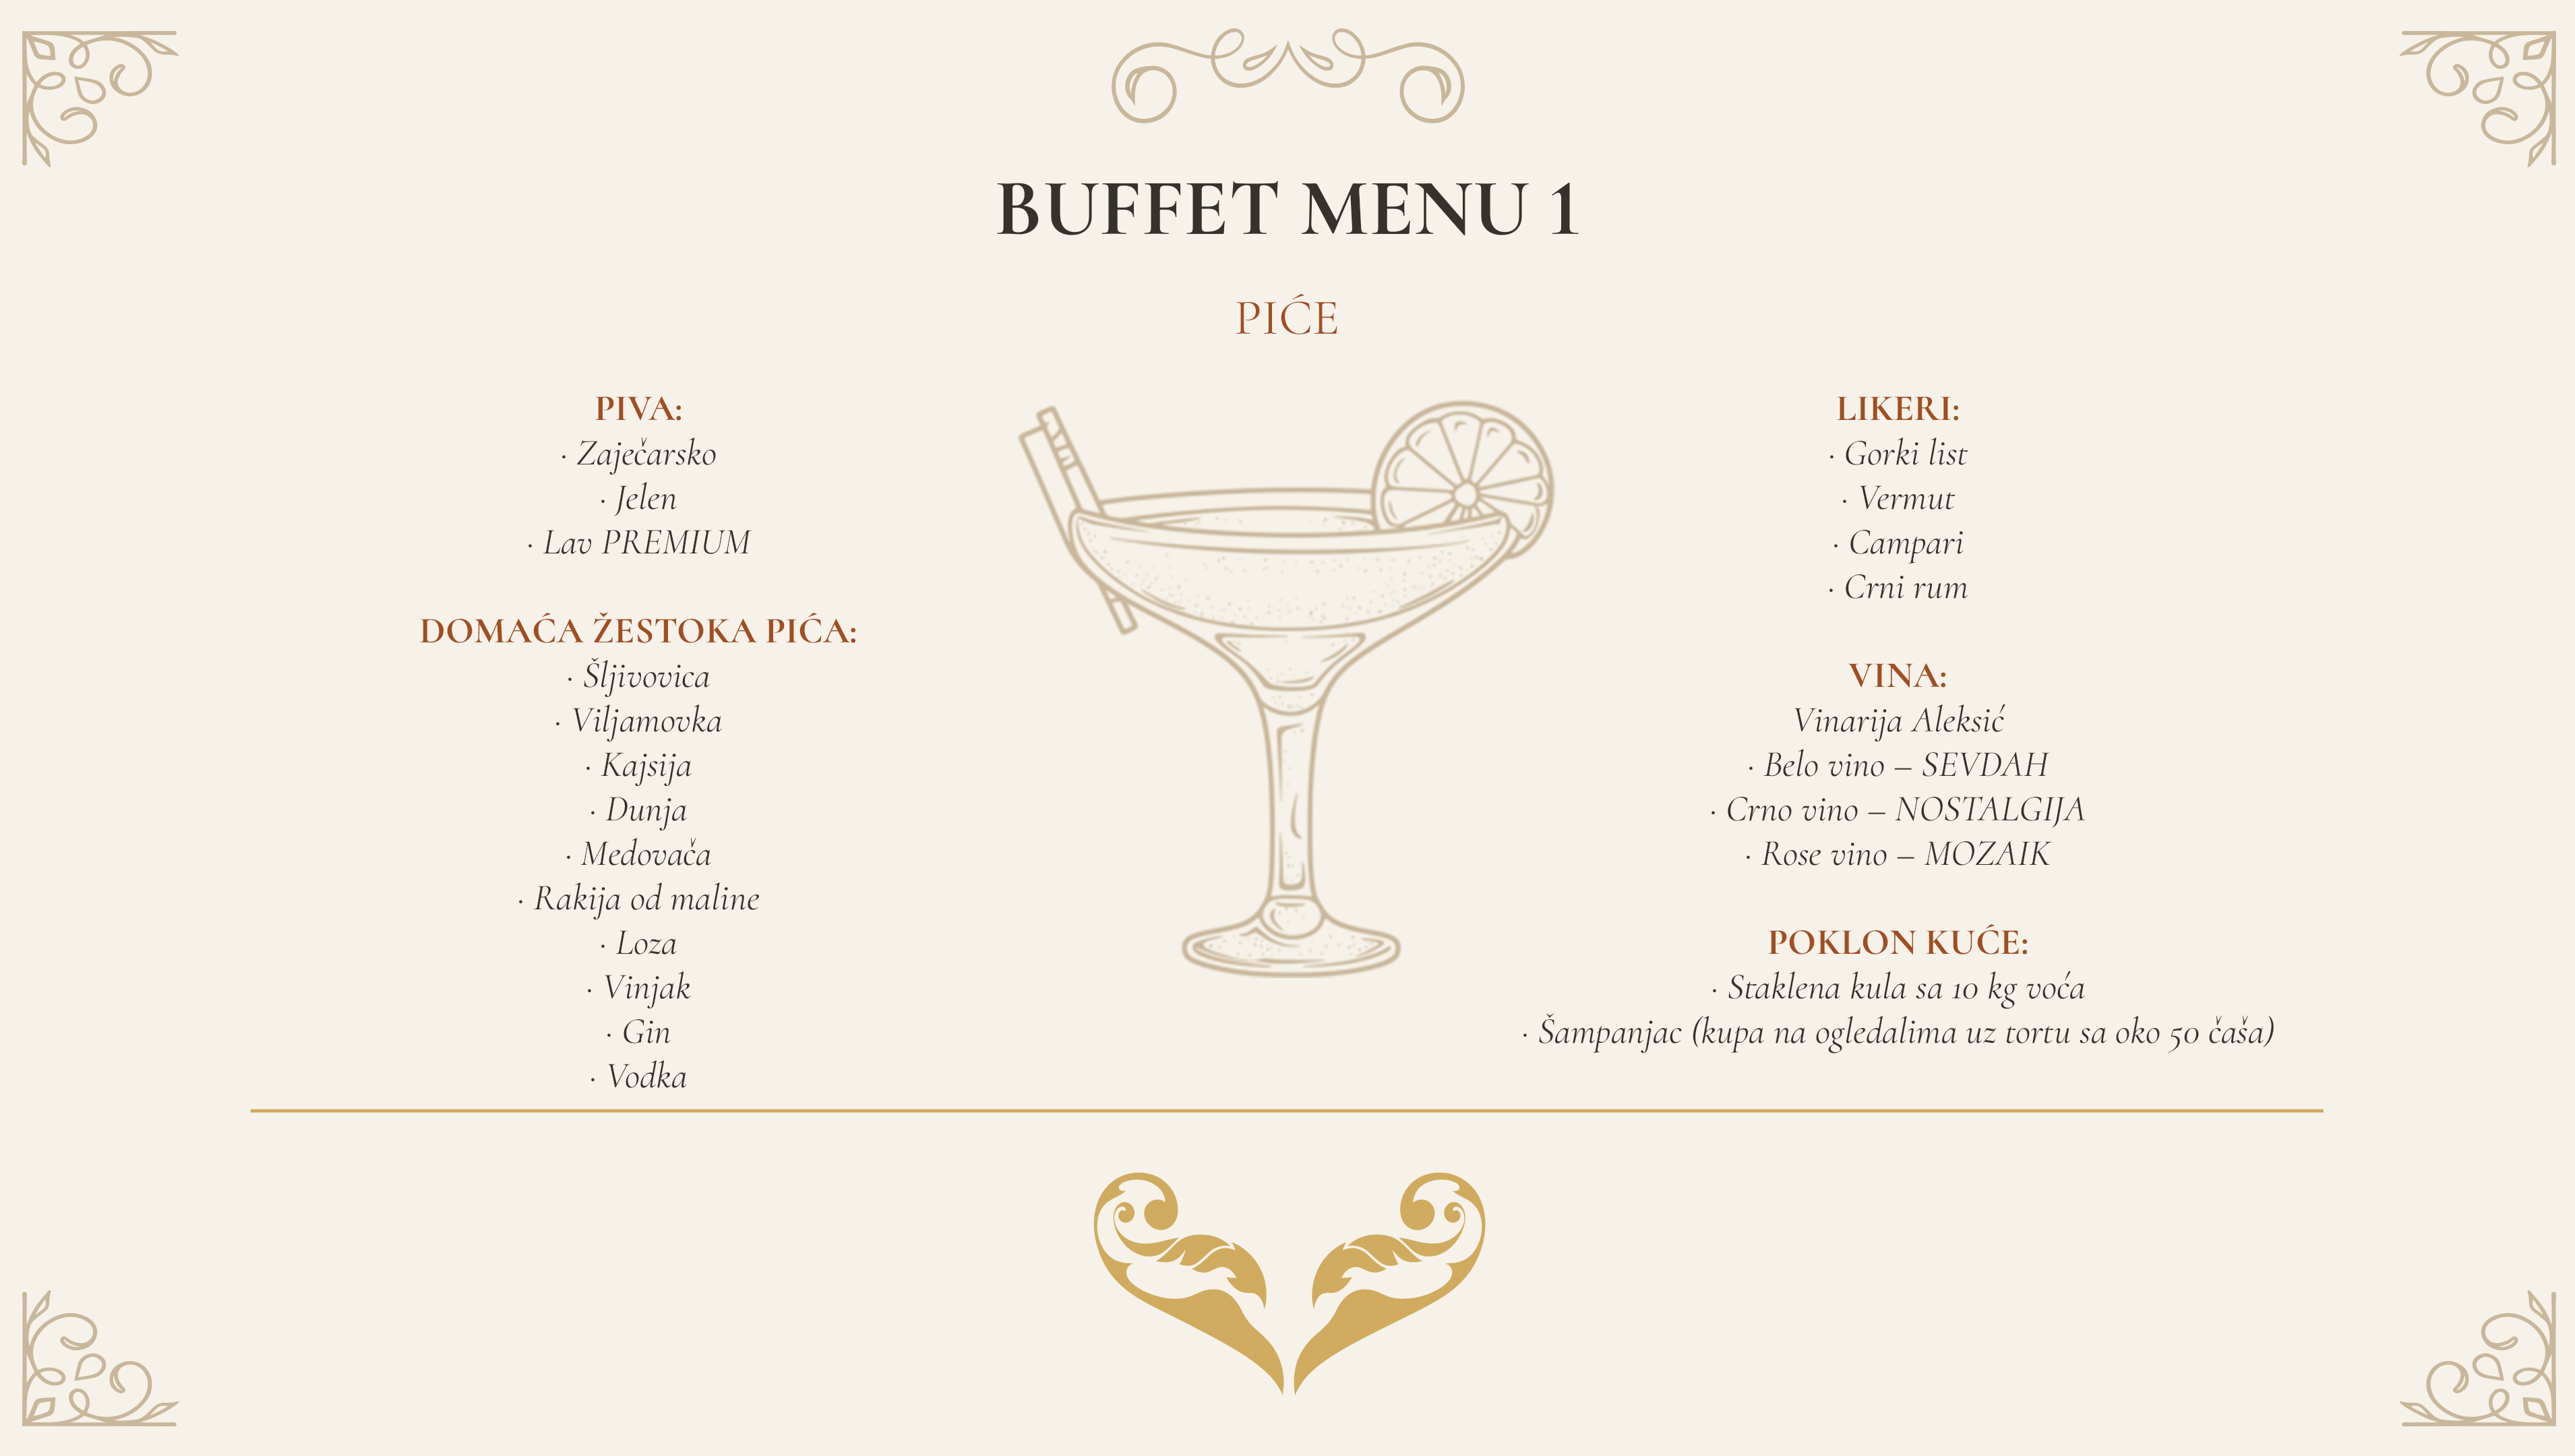 BUFFET MENU 1
PIĆE
PIVA:
· Zaječarsko
· Jelen
· Lav PREMIUM
DOMAĆA ŽESTOKA PIĆA:
· Šljivovica
· Viljamovka
· Kajsija
· Dunja
· Medovača
· Rakija od maline
· Loza
· Vinjak
· Gin
· Vodka
LIKERI:
· Gorki list
· Vermut
· Campari
· Crni rum
VINA:
Vinarija Aleksić
· Belo vino – SEVDAH
· Crno vino – NOSTALGIJA
· Rose vino – MOZAIK
POKLON KUĆE:
· Staklena kula sa 10 kg voća
· Šampanjac (kupa na ogledalima uz tortu sa oko 50 čaša)